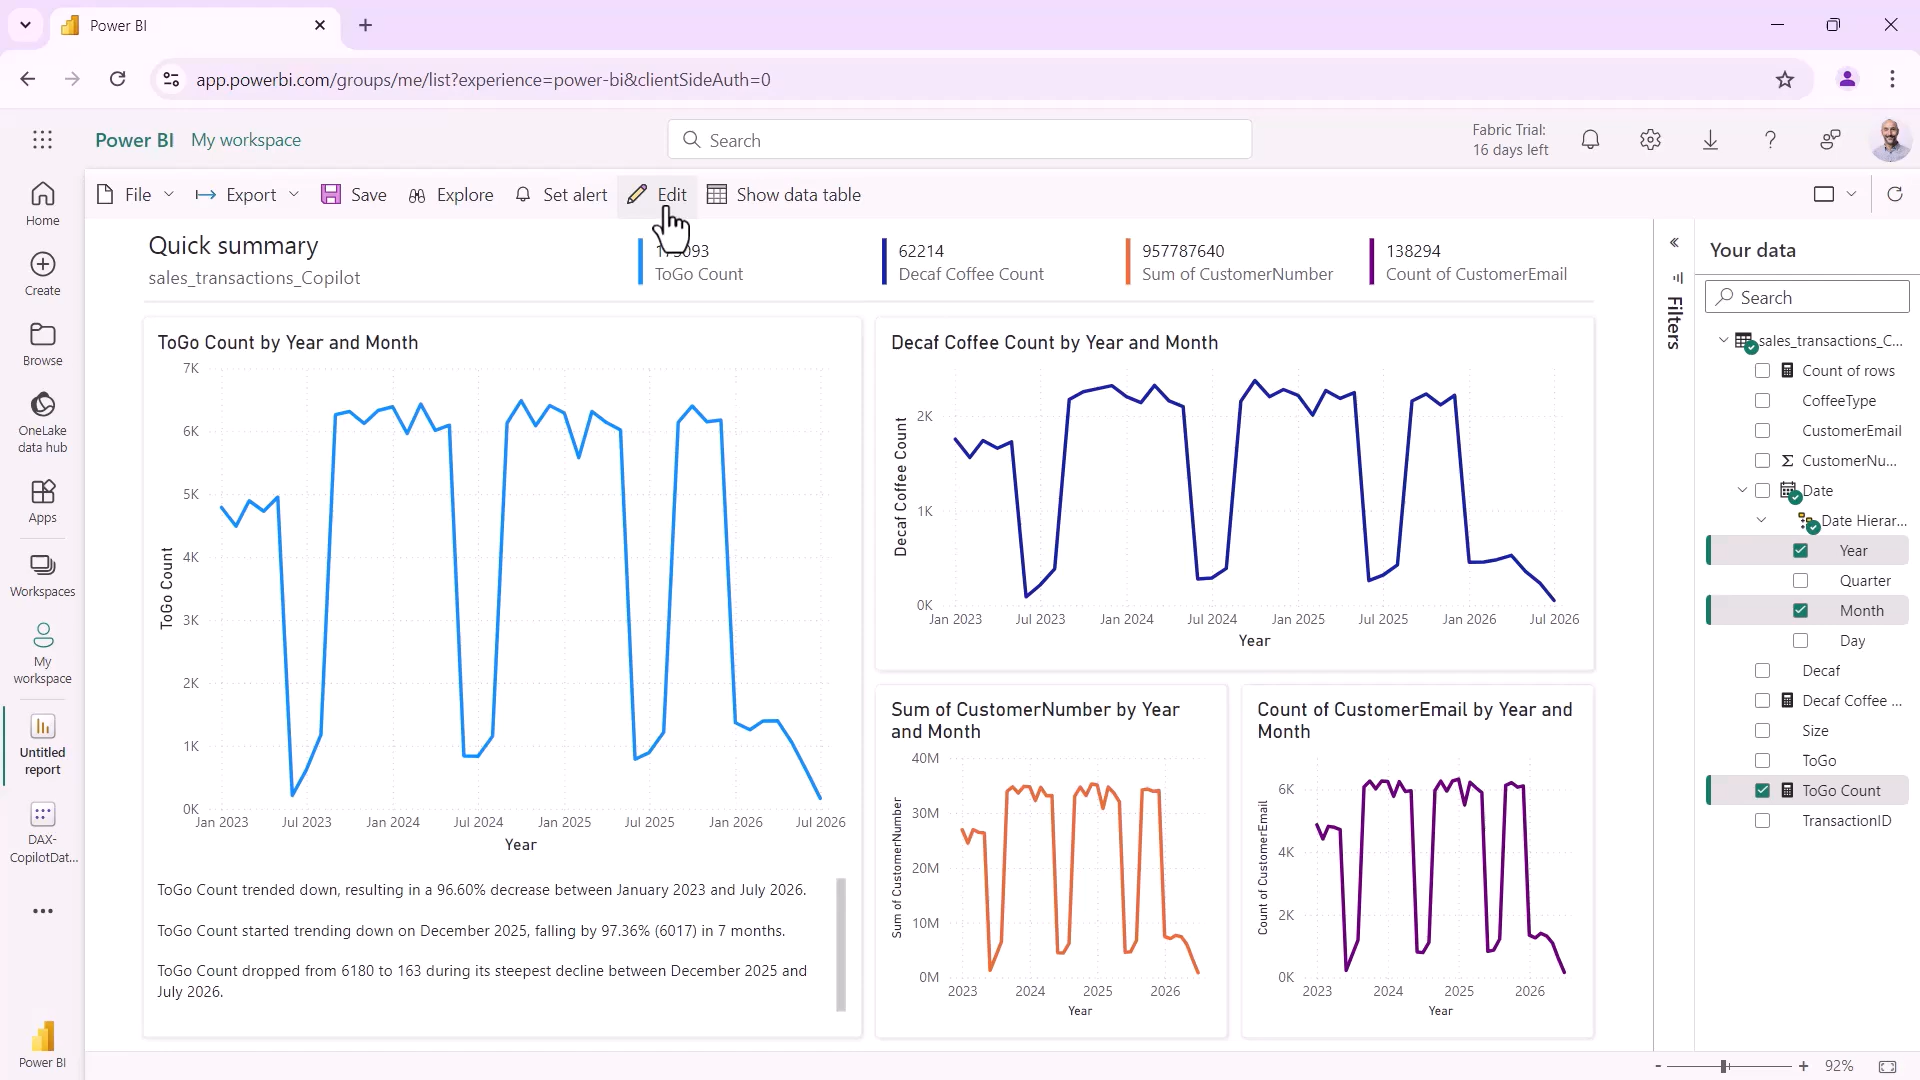 Power BI
app.powerbi.com/groups/me/list?experience=power-bi&clientSideAuth=0
Power BI My workspace
Search
Fabric Trial:
16 days left
File
Export
Save
Explore
Set alert
Edit
Show data table
Home
Create
Browse
OneLake
data hub
Apps
Workspaces
My
workspace
Untitled
report
DAX-
CopilotDat...
Power BI
Quick summary
sales_transactions_Copilot
ToGo Count
62214
Decaf Coffee Count
957787640
Sum of CustomerNumber
138294
Count of CustomerEmail
ToGo Count by Year and Month
ToGo Count
7K
6K
5K
4K
3K
2K
1K
0K
Jan 2023
Jul 2023
Jan 2024
Jul 2024
Jan 2025
Jul 2025
Jan 2026
Jul 2026
Year
ToGo Count trended down, resulting in a 96.60% decrease between January 2023 and July 2026.
ToGo Count started trending down on December 2025, falling by 97.36% (6017) in 7 months.
ToGo Count dropped from 6180 to 163 during its steepest decline between December 2025 and
July 2026.
Decaf Coffee Count by Year and Month
Decaf Coffee Count
2K
1K
0K
Jan 2023
Jul 2023
Jan 2024
Jul 2024
Jan 2025
Jul 2025
Jan 2026
Jul 2026
Year
Sum of CustomerNumber by Year
and Month
Sum of CustomerNumber
40M
30M
20M
10M
0M
2023
2024
2025
2026
Year
Count of CustomerEmail by Year and
Month
Count of CustomerEmail
6K
4K
2K
0K
2023
2024
2025
2026
Year
Filters
Your data
Search
sales_transactions_C...
Count of rows
CoffeeType
CustomerEmail
CustomerNu...
Date
Date Hierar...
Year
Quarter
Month
Day
Decaf
Decaf Coffee ...
Size
ToGo
ToGo Count
TransactionID
- + 92%